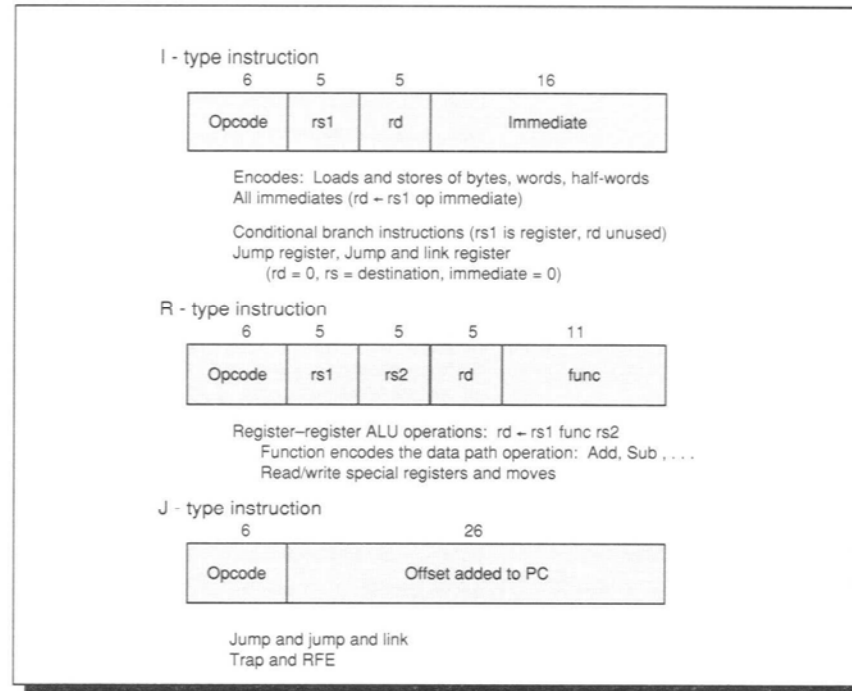 I - type instruction
6 5 5 16
Opcode rs1 rd Immediate
Encodes: Loads and stores of bytes, words, half-words
All immediates (rd ← rs1 op immediate)
Conditional branch instructions (rs1 is register, rd unused)
Jump register, Jump and link register
(rd = 0, rs = destination, immediate = 0)
R - type instruction
6 5 5 5 11
Opcode rs1 rs2 rd func
Register–register ALU operations: rd ← rs1 func rs2
Function encodes the data path operation: Add, Sub , . . .
Read/write special registers and moves
J - type instruction
6 26
Opcode Offset added to PC
Jump and jump and link
Trap and RFE